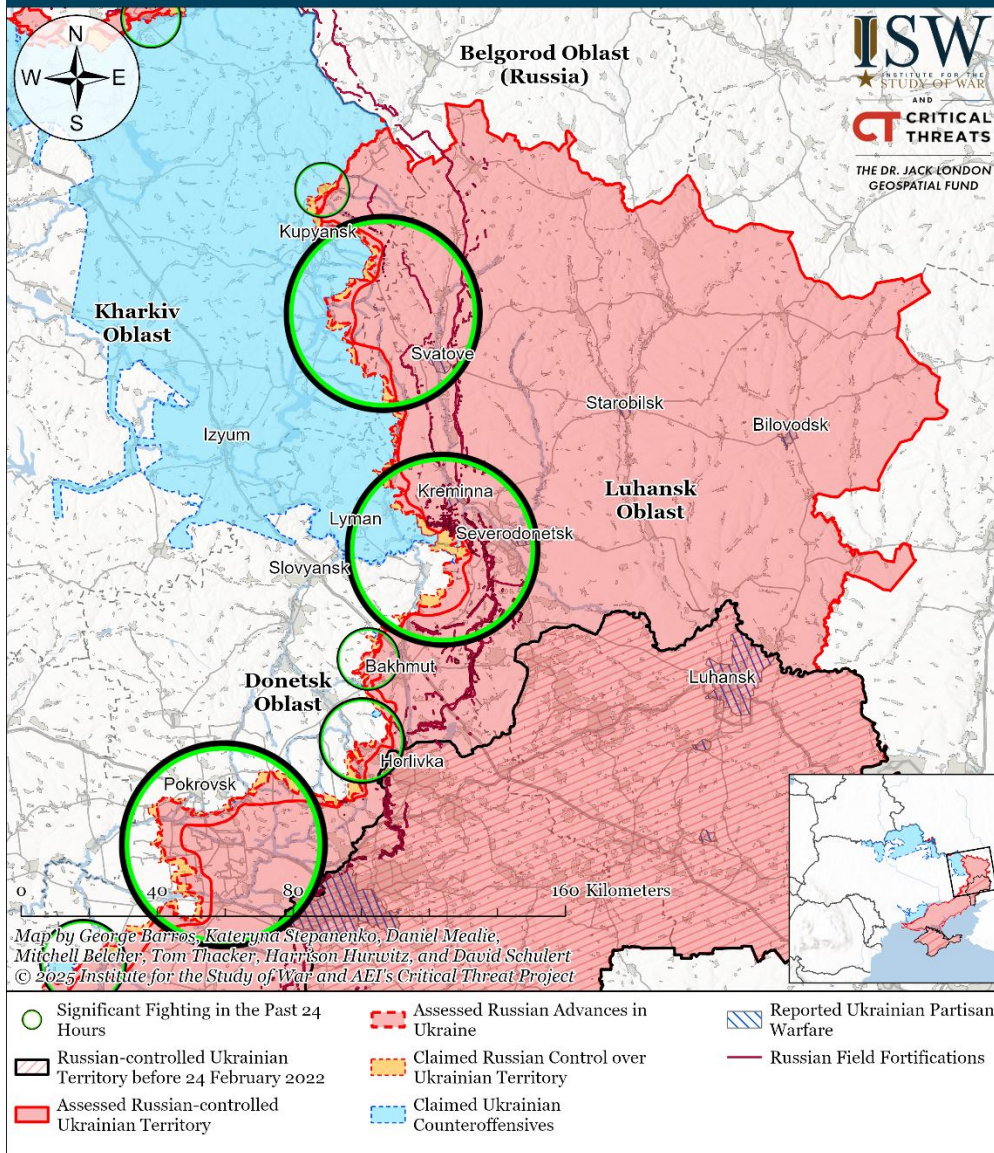 N
W
E
S
Belgorod Oblast
(Russia)
ISW
INSTITUTE FOR THE
STUDY OF WAR
AND
CT CRITICAL
THREATS
THE DR. JACK LONDON
GEOSPATIAL FUND
Kupyansk
Kharkiv
Oblast
Svatove
Starobilsk
Bilovodsk
Izyum
Kreminna
Luhansk
Oblast
Lyman
Severodonetsk
Slovyansk
Bakhmut
Luhansk
Donetsk
Oblast
Horlivka
Pokrovsk
0
40
80
160 Kilometers
Map by George Barros, Kateryna Stepanenko, Daniel Mealie,
Mitchell Belcher, Tom Thacker, Harrison Hurwitz, and David Schulert
© 2025 Institute for the Study of War and AEI's Critical Threat Project
Significant Fighting in the Past 24
Hours
Russian-controlled Ukrainian
Territory before 24 February 2022
Assessed Russian-controlled
Ukrainian Territory
Assessed Russian Advances in
Ukraine
Claimed Russian Control over
Ukrainian Territory
Claimed Ukrainian
Counteroffensives
Reported Ukrainian Partisan
Warfare
Russian Field Fortifications